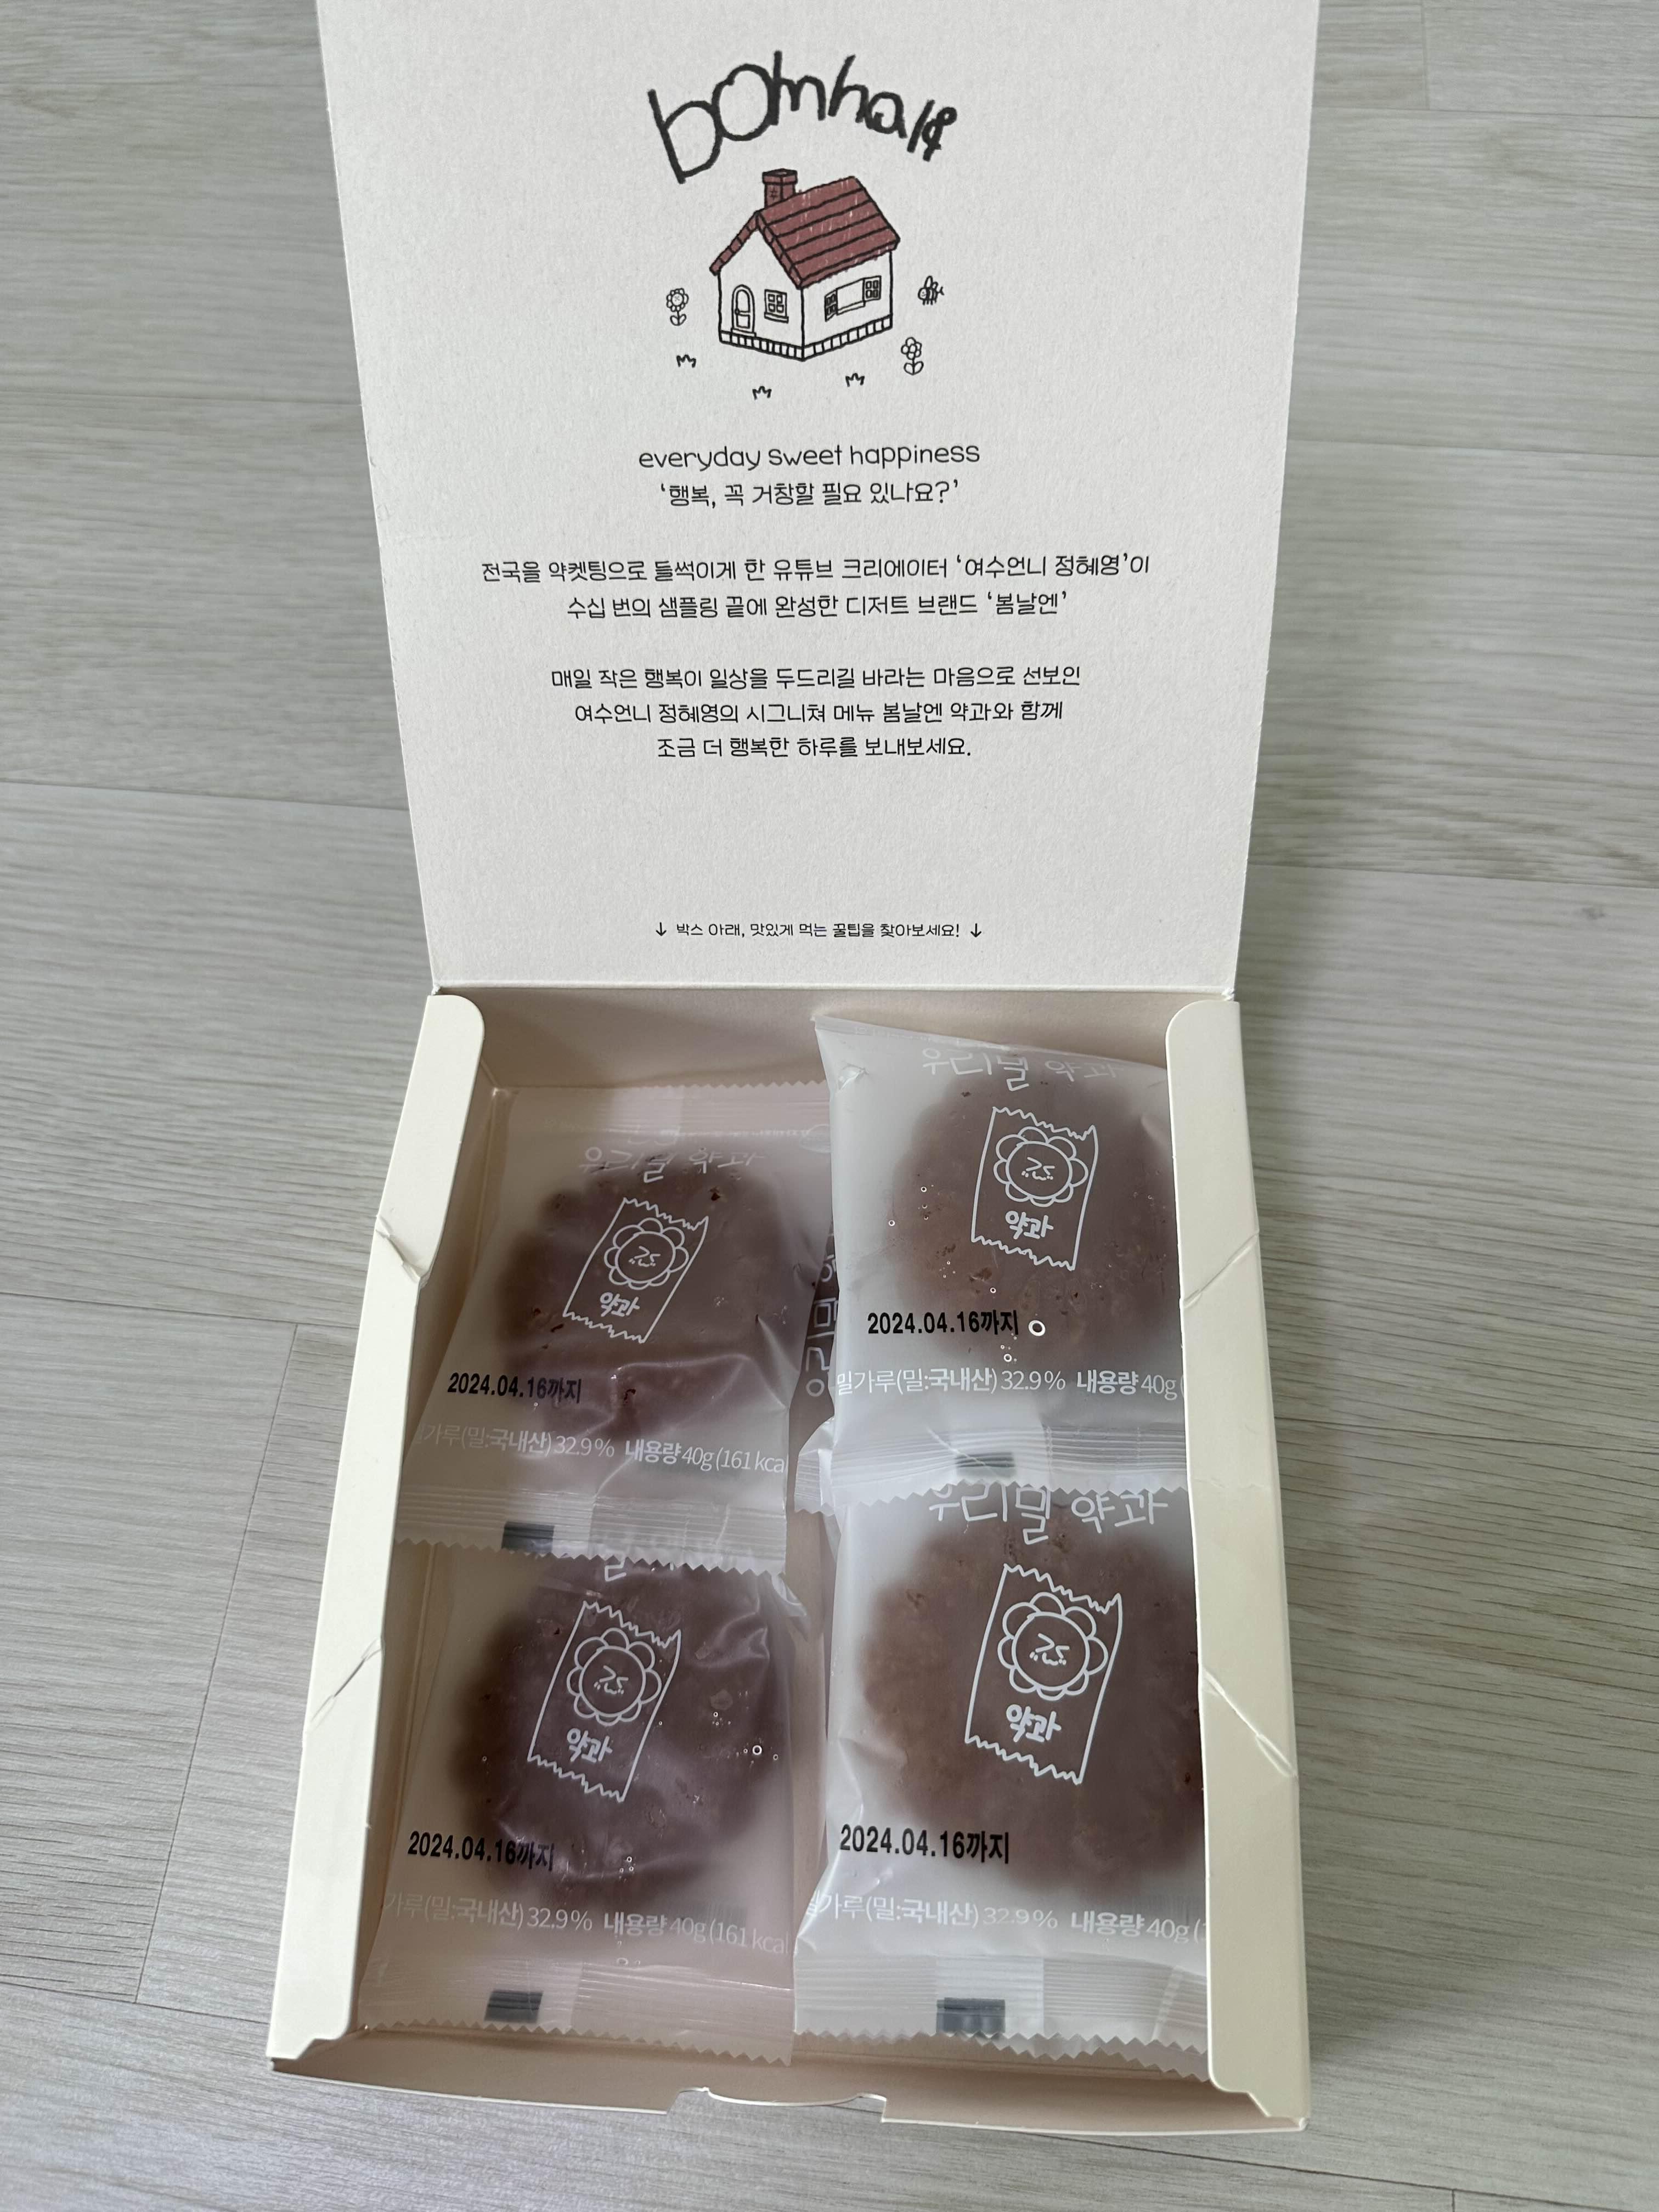 bomnal
everyday sweet happiness
‘행복, 꼭 거창할 필요 있나요?’
전국을 약켓팅으로 들썩이게 한 유튜브 크리에이터 ‘여수언니 정혜영’이
수십 번의 샘플링 끝에 완성한 디저트 브랜드 ‘봄날엔’
매일 작은 행복이 일상을 두드리길 바라는 마음으로 선보인
여수언니 정혜영의 시그니쳐 메뉴 봄날엔 약과와 함께
조금 더 행복한 하루를 보내보세요.
↓ 박스 아래, 맛있게 먹는 꿀팁을 찾아보세요! ↓
우리밀 약과
약과
2024.04.16까지
가루(밀:국내산) 32.9% 내용량 40g (161 kca
우리밀 약과
약과
2024.04.16까지
밀가루(밀:국내산) 32.9% 내용량 40g (
약과
2024.04.16까지
가루(밀:국내산) 32.9% 내용량 40g (161 kca
우리밀 약과
약과
2024.04.16까지
가루(밀:국내산) 32.9% 내용량 40g (